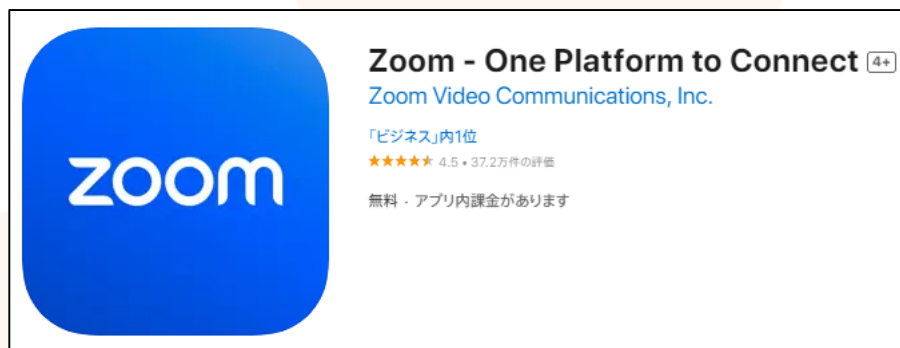 zoom
Zoom - One Platform to Connect 4+
Zoom Video Communications, Inc.
「ビジネス」内1位
★★★★★ 4.5 • 37.2万件の評価
無料・アプリ内課金があります